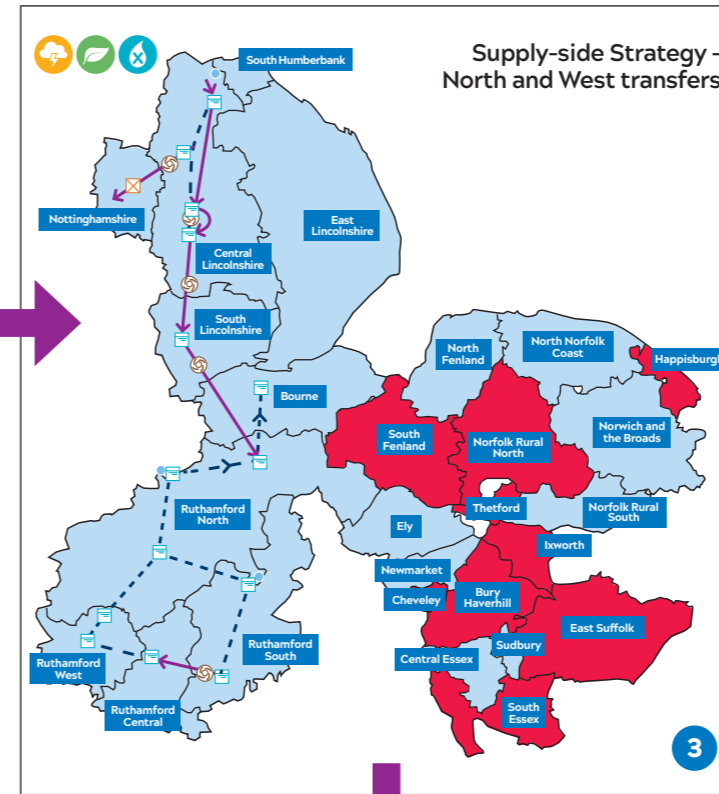 Supply-side Strategy –
North and West transfers
South Humberbank
Nottinghamshire
East
Lincolnshire
Central
Lincolnshire
South
Lincolnshire
North
Fenland
North Norfolk
Coast
Happisburgh
Bourne
South
Fenland
Norfolk Rural
North
Norwich and
the Broads
Ruthamford
North
Thetford
Norfolk Rural
South
Ely
Ixworth
Newmarket
Cheveley
Bury
Haverhill
East Suffolk
Sudbury
Ruthamford
South
Central Essex
Ruthamford
West
Ruthamford
Central
South
Essex
3